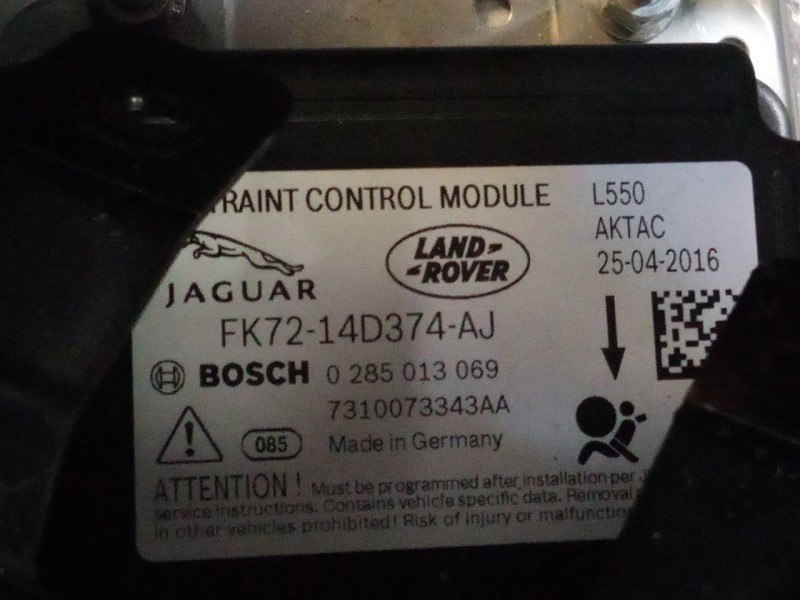 TRAINT CONTROL MODULE
L550
AKTAC
25-04-2016
JAGUAR
LAND-
-ROVER
FK72-14D374-AJ
BOSCH 0 285 013 069
7310073343AA
085 Made in Germany
ATTENTION! Must be programmed after installation per
service instructions. Contains vehicle specific data. Removal
in other vehicles prohibited! Risk of injury or